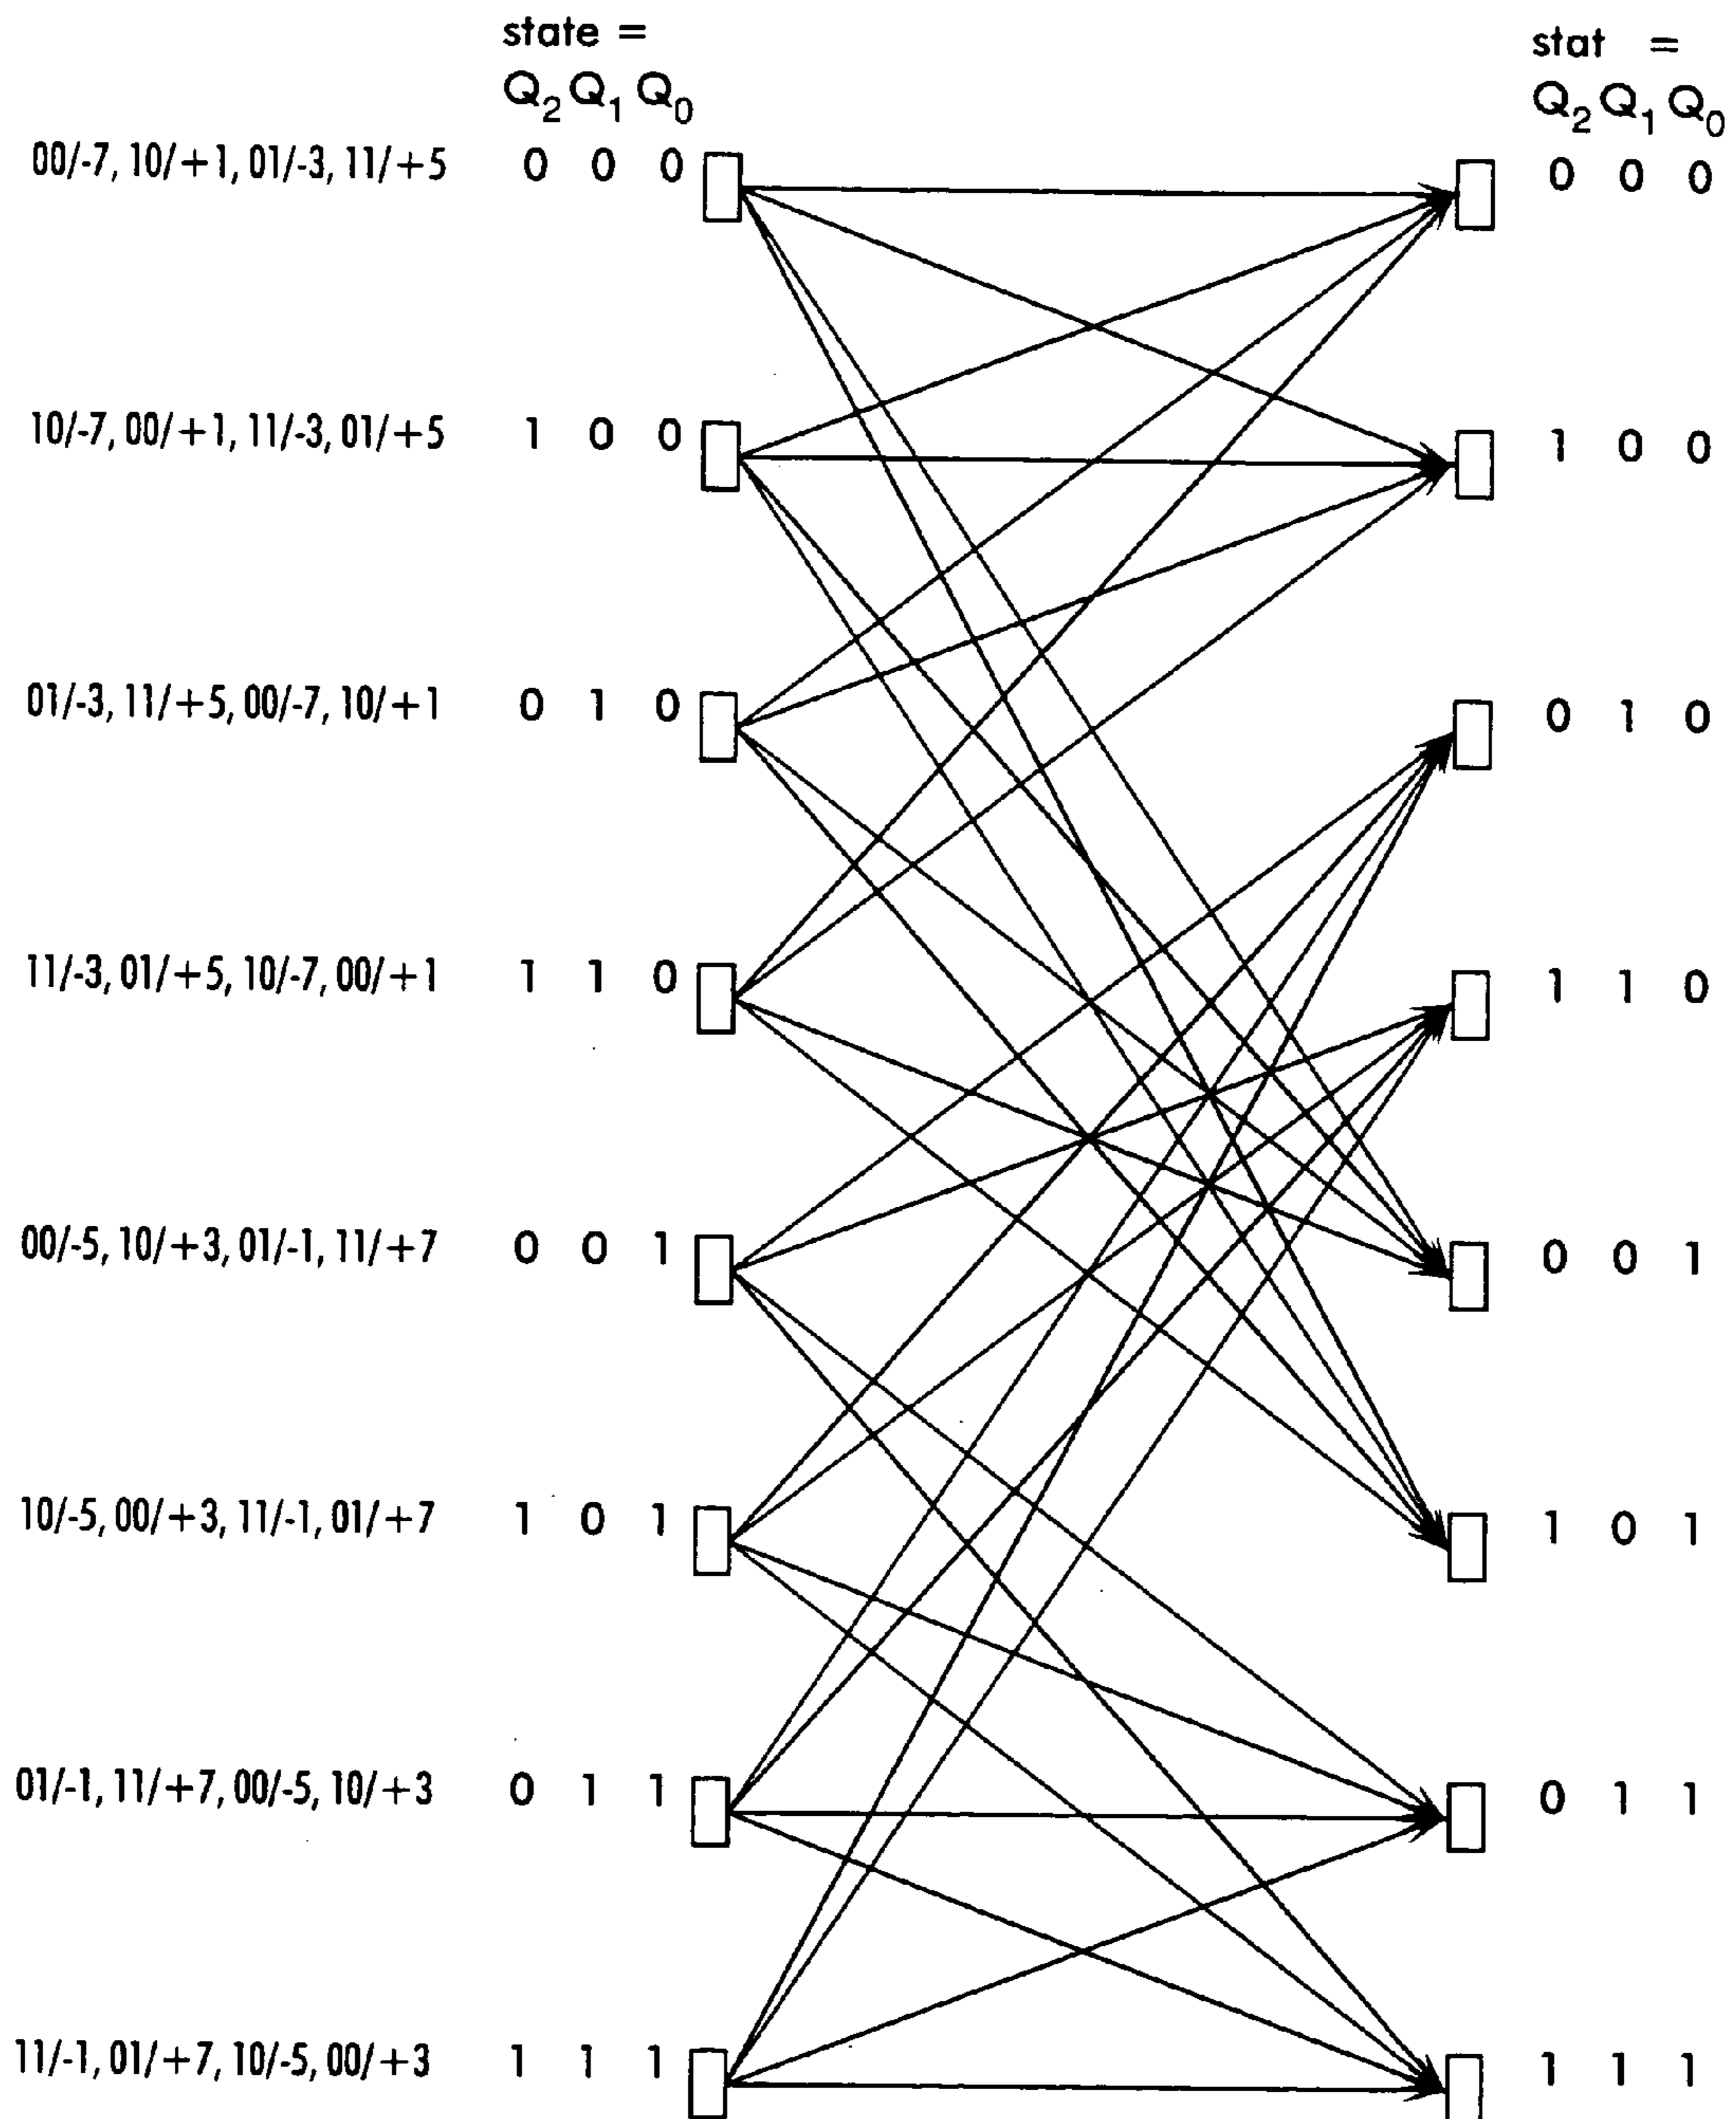 state =
Q2 Q1 Q0
stat =
Q2 Q1 Q0
00/-7, 10/+1, 01/-3, 11/+5 0 0 0 0 0 0
10/-7, 00/+1, 11/-3, 01/+5 1 0 0 1 0 0
01/-3, 11/+5, 00/-7, 10/+1 0 1 0 0 1 0
11/-3, 01/+5, 10/-7, 00/+1 1 1 0 1 1 0
00/-5, 10/+3, 01/-1, 11/+7 0 0 1 0 0 1
10/-5, 00/+3, 11/-1, 01/+7 1 0 1 1 0 1
01/-1, 11/+7, 00/-5, 10/+3 0 1 1 0 1 1
11/-1, 01/+7, 10/-5, 00/+3 1 1 1 1 1 1